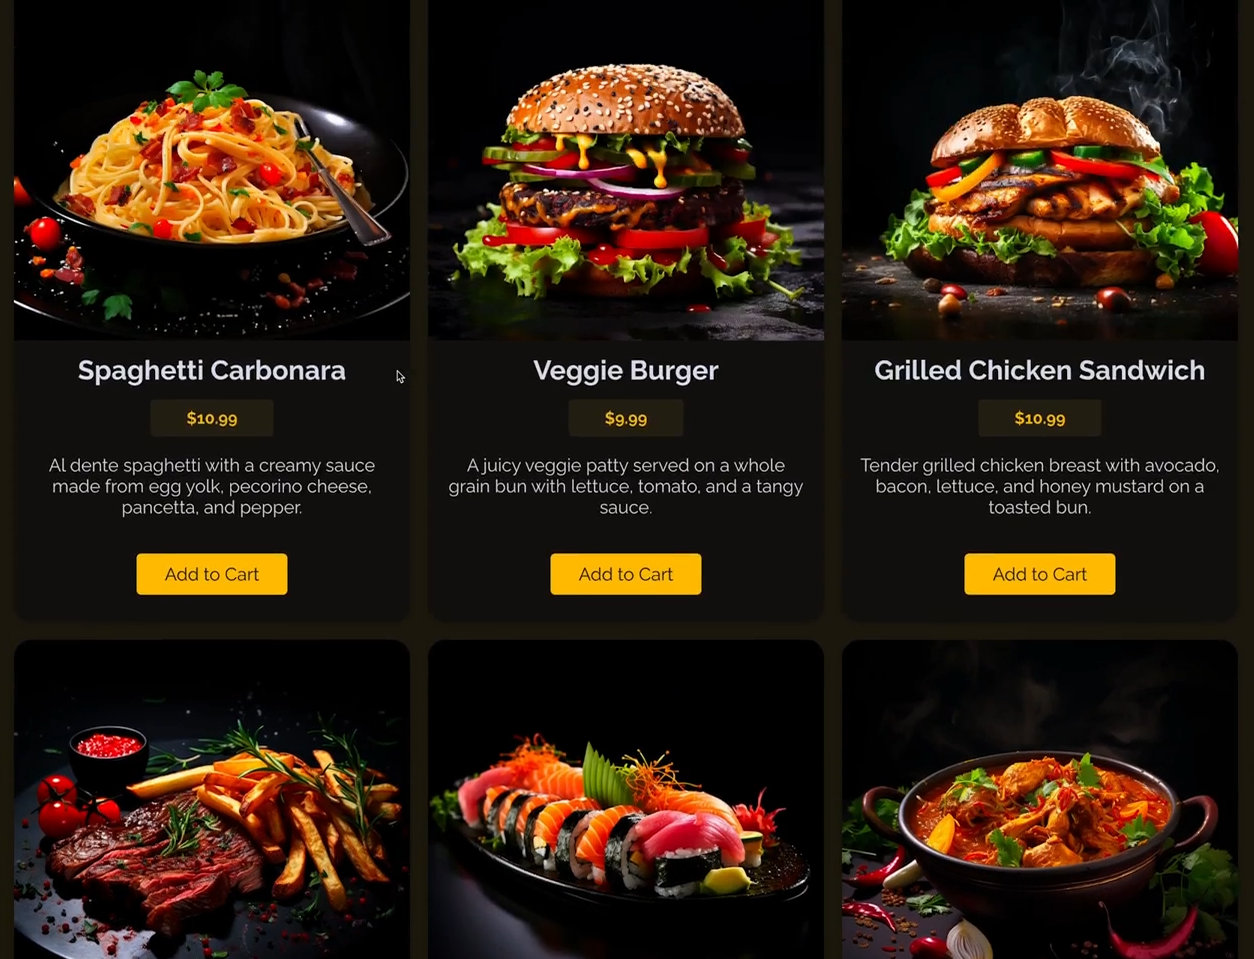 Spaghetti Carbonara
$10.99
Al dente spaghetti with a creamy sauce
made from egg yolk, pecorino cheese,
pancetta, and pepper.
Add to Cart
Veggie Burger
$9.99
A juicy veggie patty served on a whole
grain bun with lettuce, tomato, and a tangy
sauce.
Add to Cart
Grilled Chicken Sandwich
$10.99
Tender grilled chicken breast with avocado,
bacon, lettuce, and honey mustard on a
toasted bun.
Add to Cart